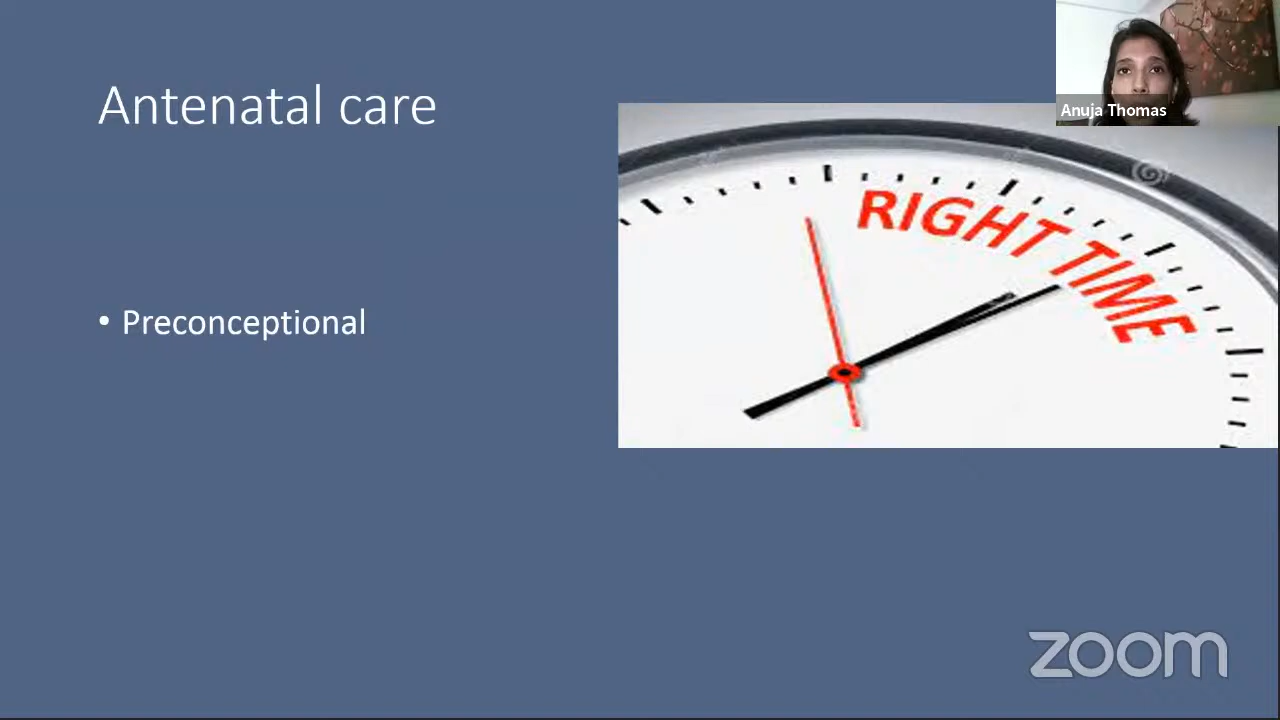 Antenatal care
• Preconceptional
RIGHT TIME
Anuja Thomas
zoom